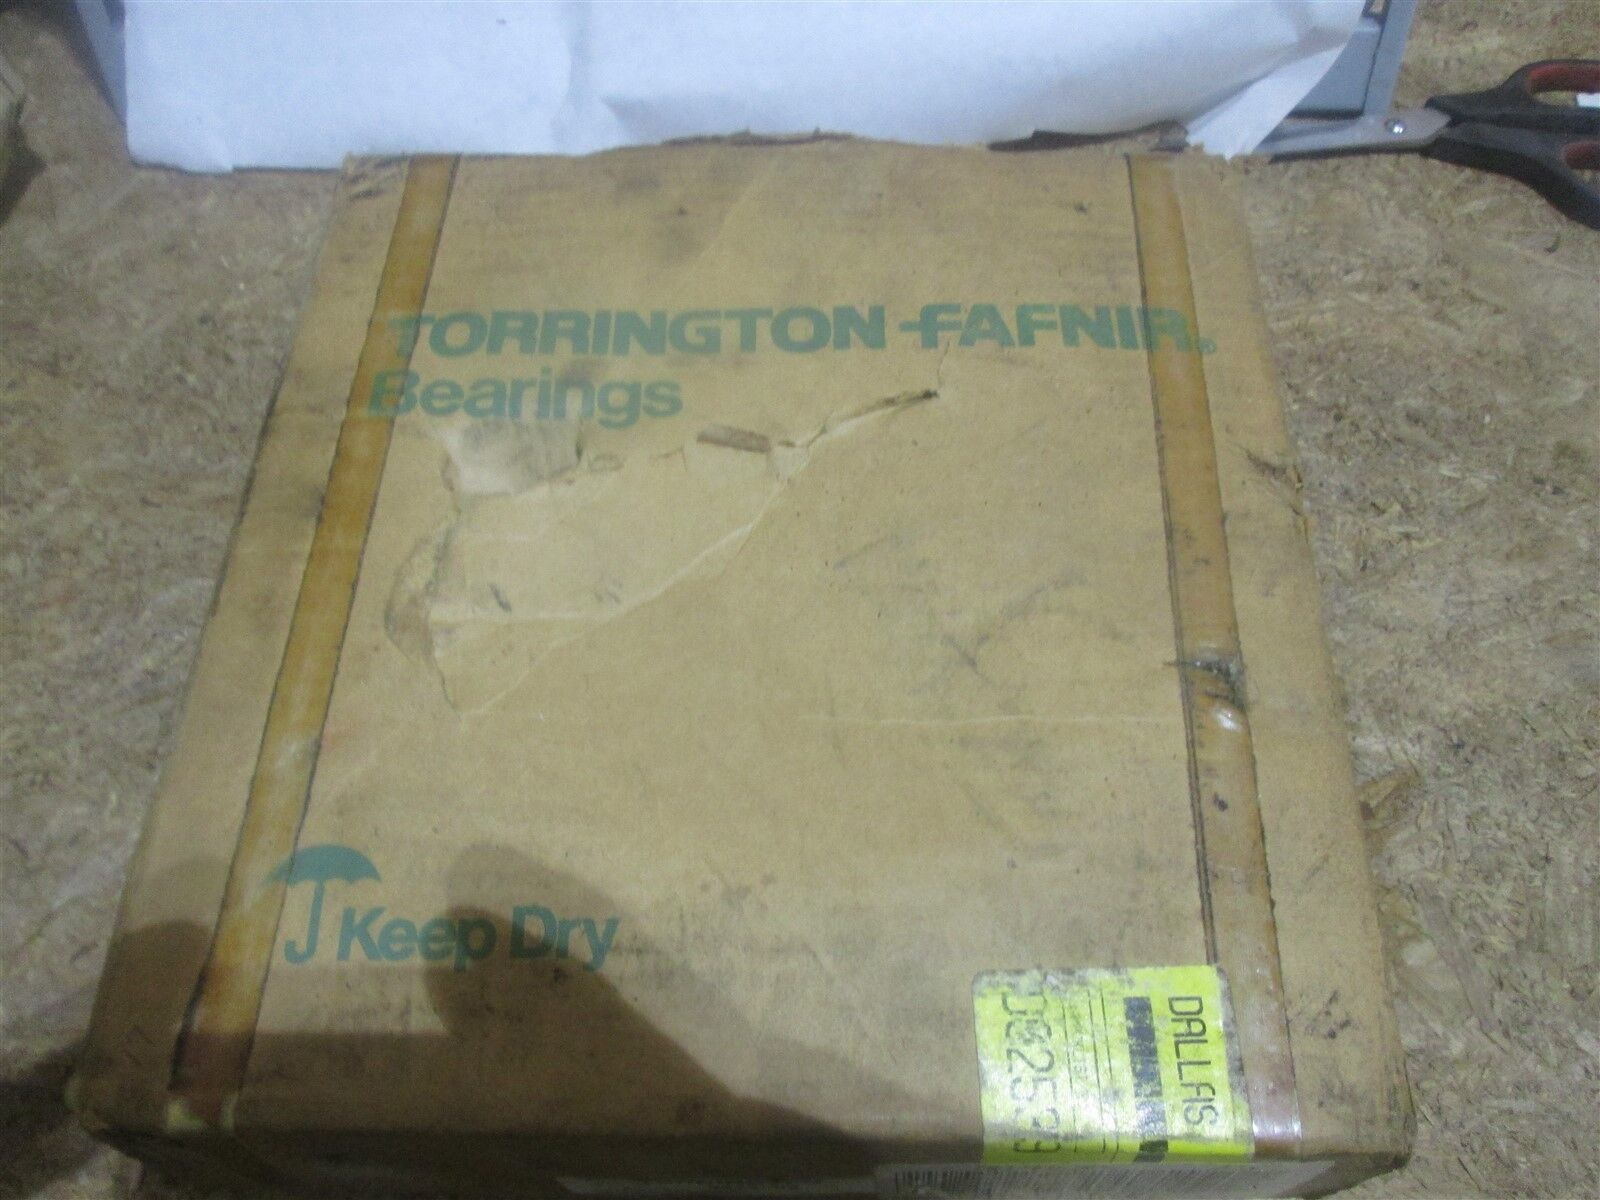 TORRINGTON-FAFNIR®
Bearings
Keep Dry
DALLAS